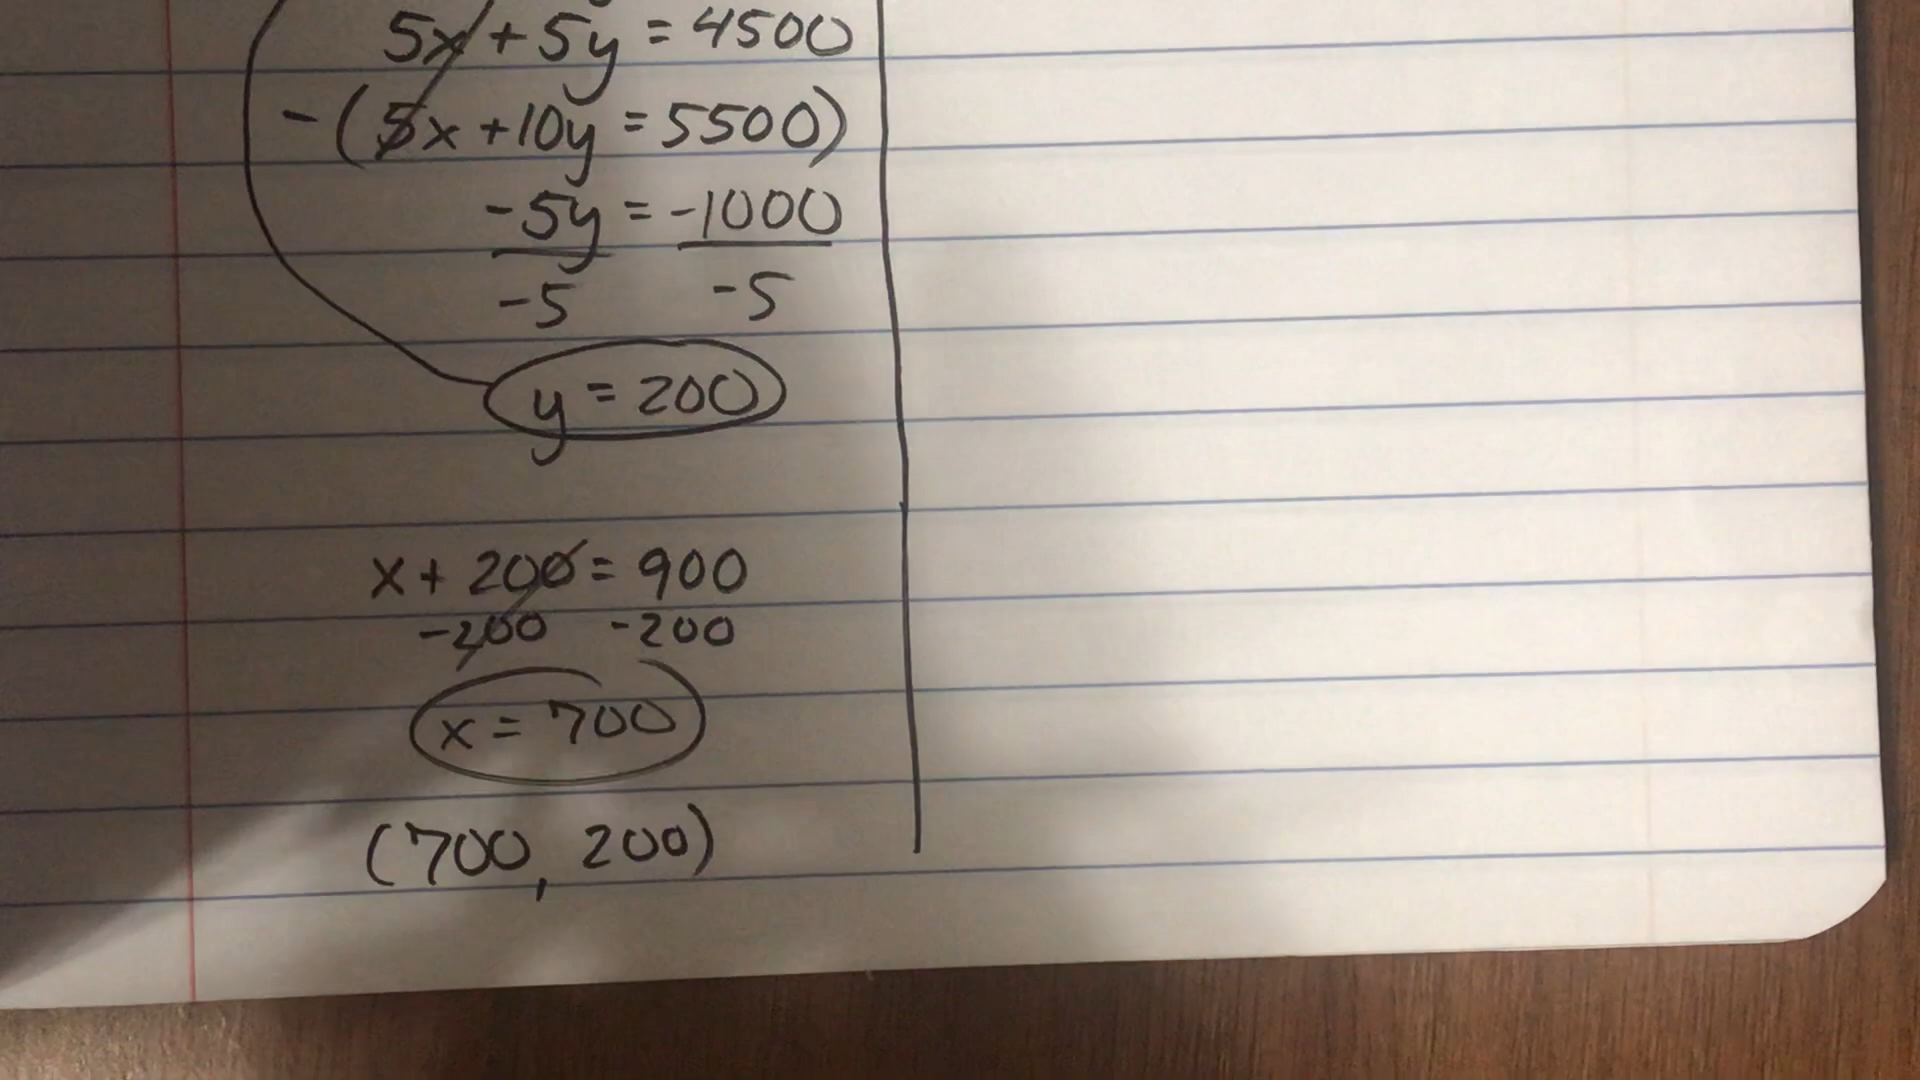 5x + 5y = 4500
- (5x + 10y = 5500)
-5y = -1000
-5 -5
y = 200
x + 200 = 900
-200 -200
x = 700
(700, 200)